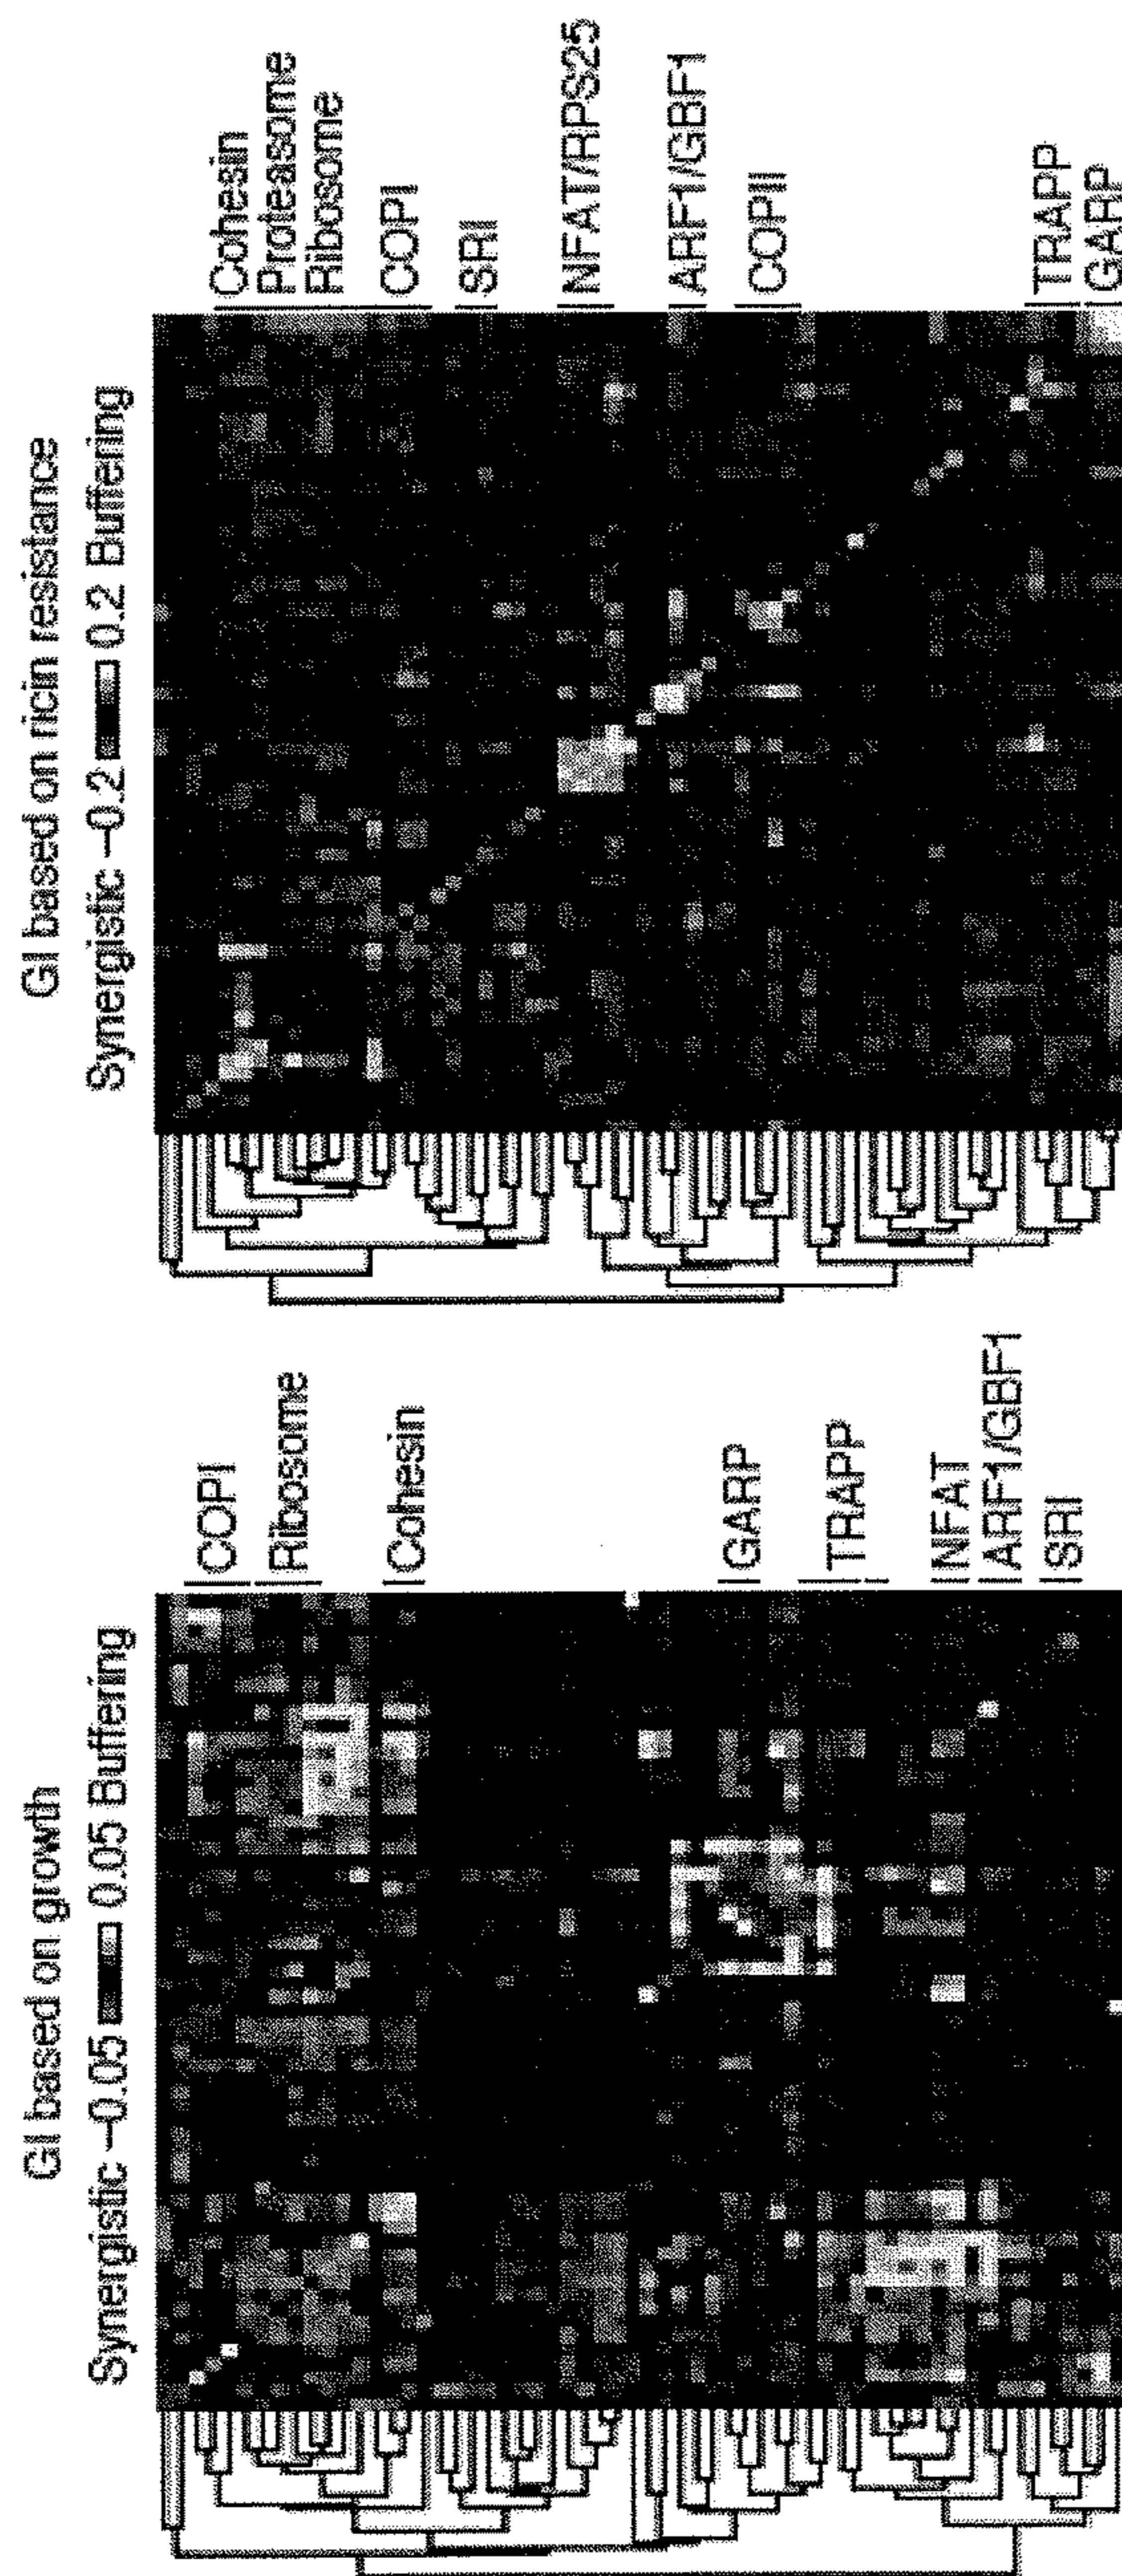 GI based on ricin resistance
Synergistic –0.2 0.2 Buffering
Cohesin
Proteasome
Ribosome
COPI
SRI
NFAT/RPS25
ARF1/GBF1
COPII
TRAPP
GARP
GI based on growth
Synergistic –0.05 0.05 Buffering
COPI
Ribosome
Cohesin
GARP
TRAPP
NFAT
ARF1/GBF1
SRI